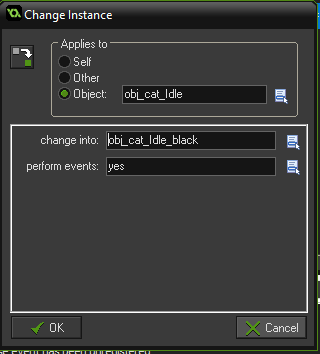 Change Instance
Applies to
Self
Other
Object: obj_cat_Idle
change into: obj_cat_Idle_black
perform events: yes
OK Cancel